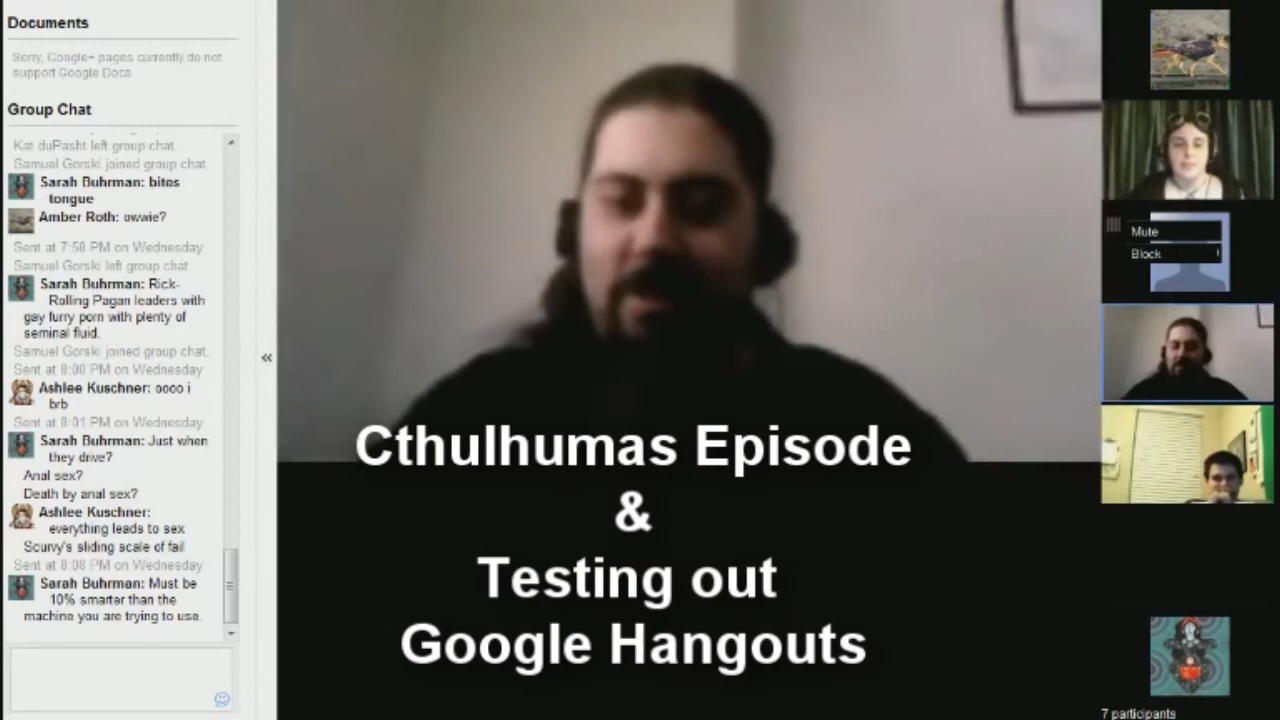 Documents
Sorry, Google+ pages currently do not
support Google Docs
Group Chat
Kat duPasht left group chat.
Samuel Gorski joined group chat.
Sarah Buhrman: bites
tongue
Amber Roth: owwie?
Sent at 7:58 PM on Wednesday
Samuel Gorski left group chat.
Sarah Buhrman: Rick-
Rolling Pagan leaders with
gay furry porn with plenty of
seminal fluid.
Samuel Gorski joined group chat.
Sent at 8:00 PM on Wednesday
Ashlee Kuschner: oooo i
brb
Sent at 8:01 PM on Wednesday
Sarah Buhrman: Just when
they drive?
Anal sex?
Death by anal sex?
Ashlee Kuschner:
everything leads to sex
Scurvy's sliding scale of fail
Sent at 8:08 PM on Wednesday
Sarah Buhrman: Must be
10% smarter than the
machine you are trying to use.
Cthulhumas Episode
&
Testing out
Google Hangouts
Mute
Block
7 participants